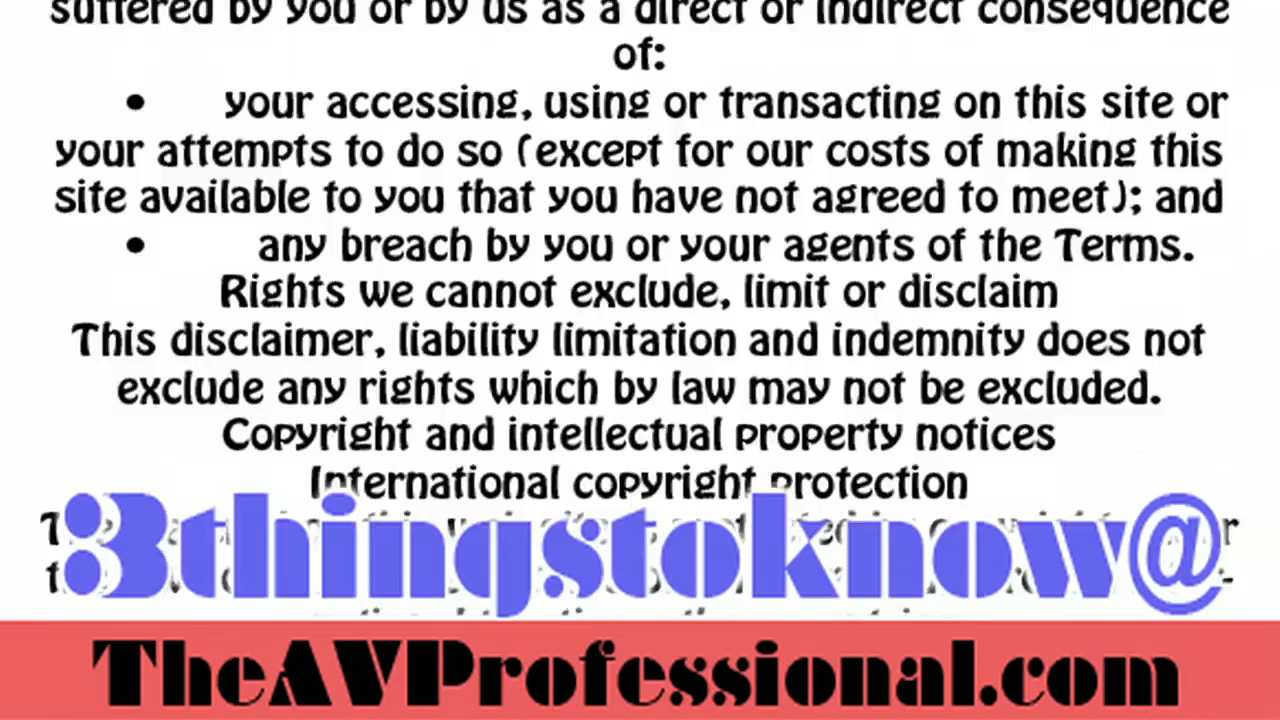 suffered by you or by us as a direct or indirect consequence
of:
• your accessing, using or transacting on this site or
your attempts to do so (except for our costs of making this
site available to you that you have not agreed to meet); and
• any breach by you or your agents of the Terms.
Rights we cannot exclude, limit or disclaim
This disclaimer, liability limitation and indemnity does not
exclude any rights which by law may not be excluded.
Copyright and intellectual property notices
International copyright protection
3thingstoknow@
TheAVProfessional.com